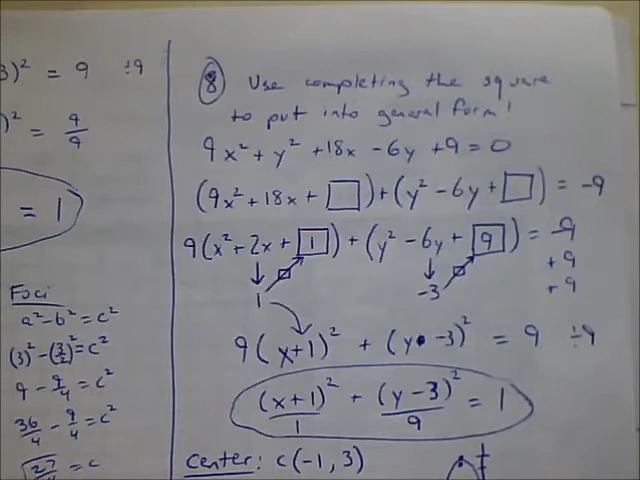 3)² = 9 ÷9
)² = 9/9
= 1
Foci
a² - b² = c²
(3)² - (3/2)² = c²
9 - 9/4 = c²
36/4 - 9/4 = c²
= c
⑧ Use completing the square
to put into general form!
9x² + y² + 18x - 6y + 9 = 0
(9x² + 18x + □) + (y² - 6y + □) = -9
9(x² + 2x + 1) + (y² - 6y + 9) = -9
+9
+9
1 -3
9(x+1)² + (y -3)² = 9 ÷9
(x+1)²/1 + (y-3)²/9 = 1
Center: c(-1, 3)